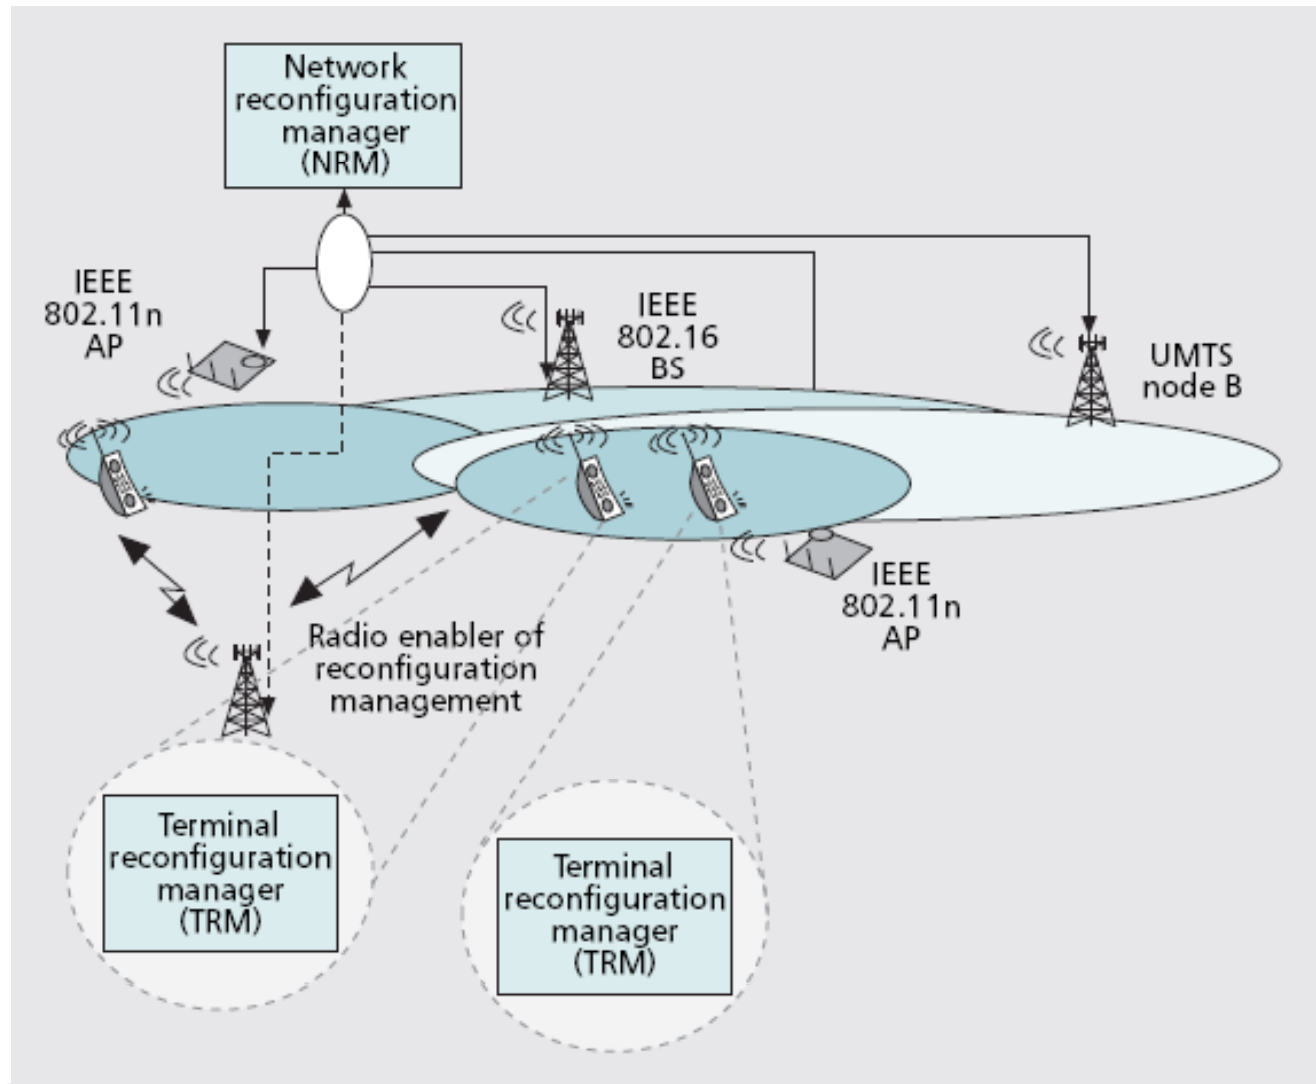 Network
reconfiguration
manager
(NRM)
IEEE
802.11n
AP
IEEE
802.16
BS
UMTS
node B
IEEE
802.11n
AP
Radio enabler of
reconfiguration
management
Terminal
reconfiguration
manager
(TRM)
Terminal
reconfiguration
manager
(TRM)